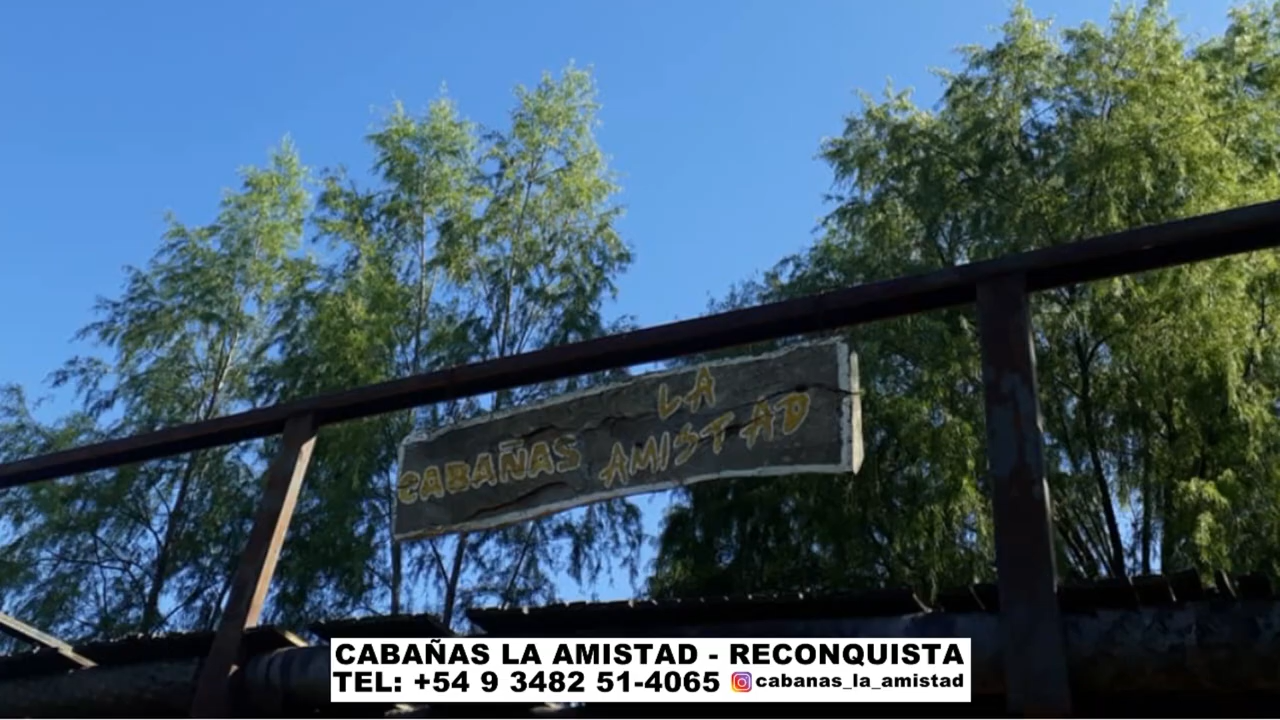 LA
CABAÑAS AMISTAD
CABAÑAS LA AMISTAD - RECONQUISTA
TEL: +54 9 3482 51-4065 cabanas_la_amistad